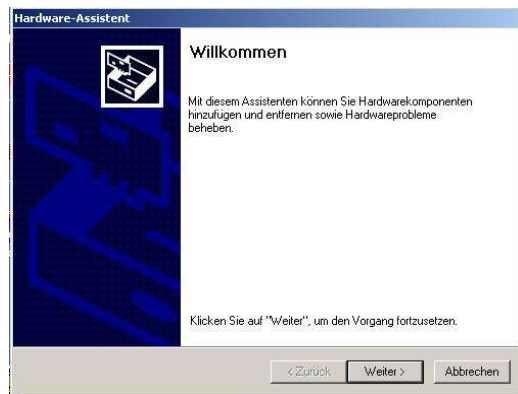 Hardware-Assistent
Willkommen
Mit diesem Assistenten können Sie Hardwarekomponenten
hinzufügen und entfernen sowie Hardwareprobleme
beheben.
Klicken Sie auf "Weiter", um den Vorgang fortzusetzen.
< Zurück Weiter > Abbrechen